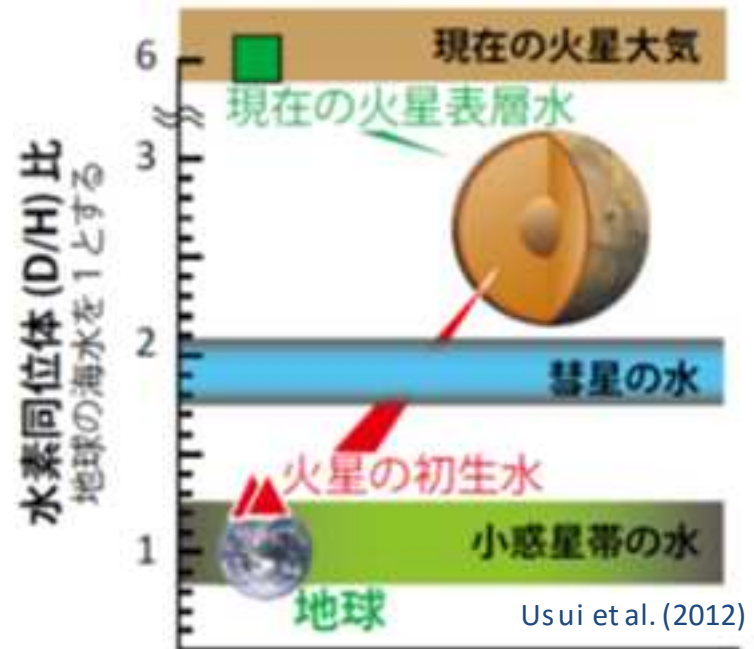 水素同位体 (D/H) 比
地球の海水を 1 とする
6
3
2
1
現在の火星大気
現在の火星表層水
彗星の水
火星の初生水
小惑星帯の水
地球
Usui et al. (2012)